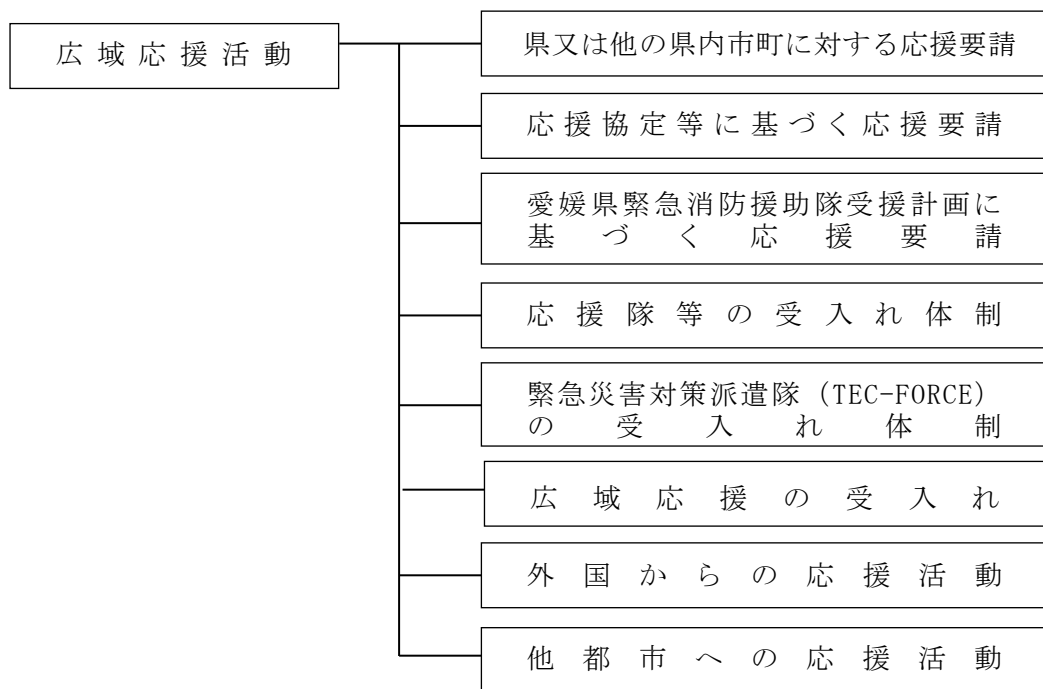 広域応援活動
県又は他の県内市町に対する応援要請
応援協定等に基づく応援要請
愛媛県緊急消防援助隊受援計画に
基づく応援要請
応援隊等の受入れ体制
緊急災害対策派遣隊（TEC-FORCE）
の受入れ体制
広域応援の受入れ
外国からの応援活動
他都市への応援活動